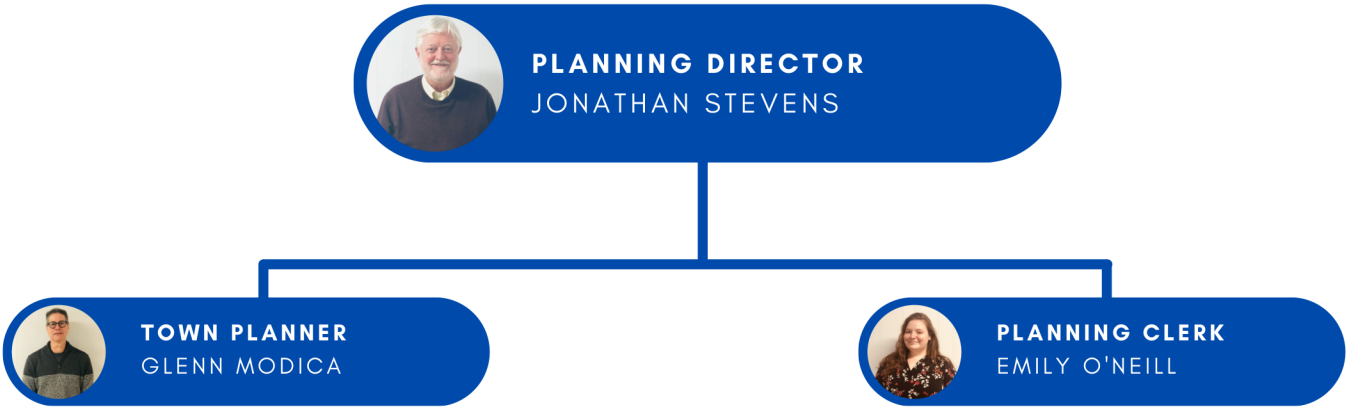 PLANNING DIRECTOR
JONATHAN STEVENS
TOWN PLANNER
GLENN MODICA
PLANNING CLERK
EMILY O'NEILL